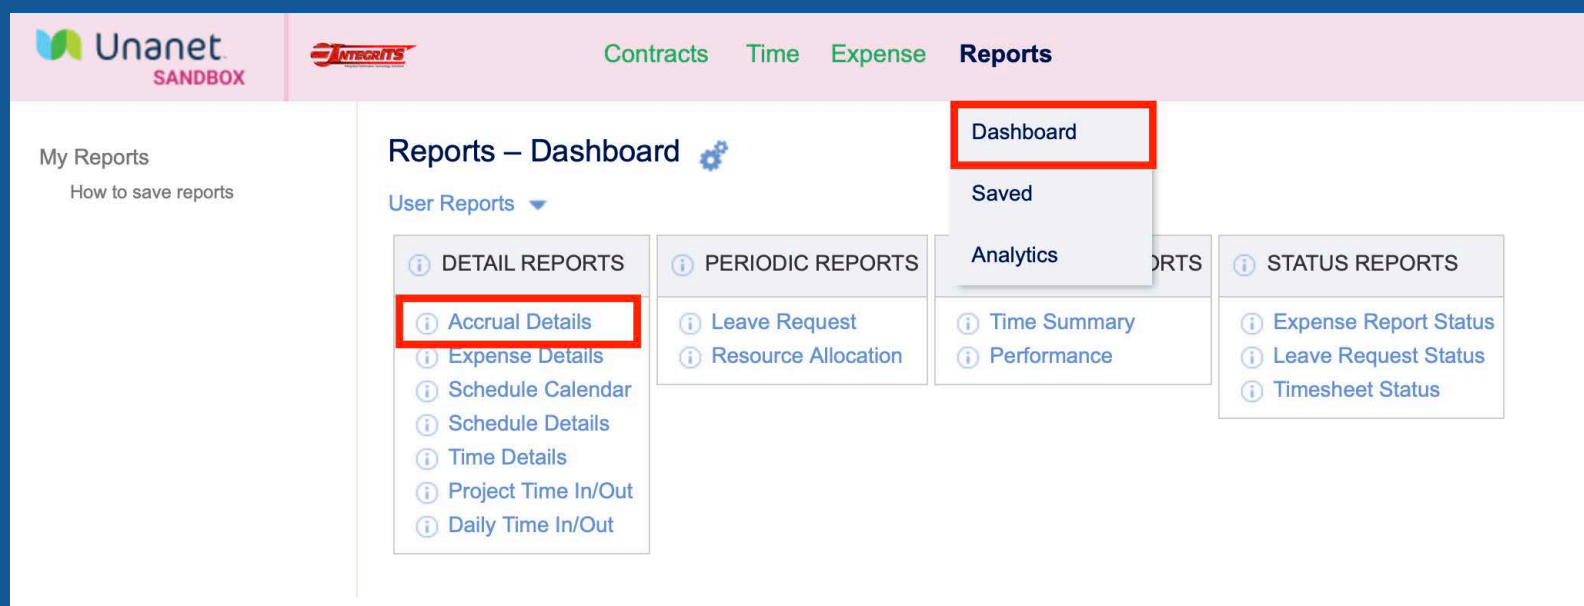 Unanet
SANDBOX
INTEGRITS
Contracts Time Expense Reports
Dashboard
Saved
Analytics
My Reports
How to save reports
Reports – Dashboard
User Reports
DETAIL REPORTS
Accrual Details
Expense Details
Schedule Calendar
Schedule Details
Time Details
Project Time In/Out
Daily Time In/Out
PERIODIC REPORTS
Leave Request
Resource Allocation
ORTS
Time Summary
Performance
STATUS REPORTS
Expense Report Status
Leave Request Status
Timesheet Status